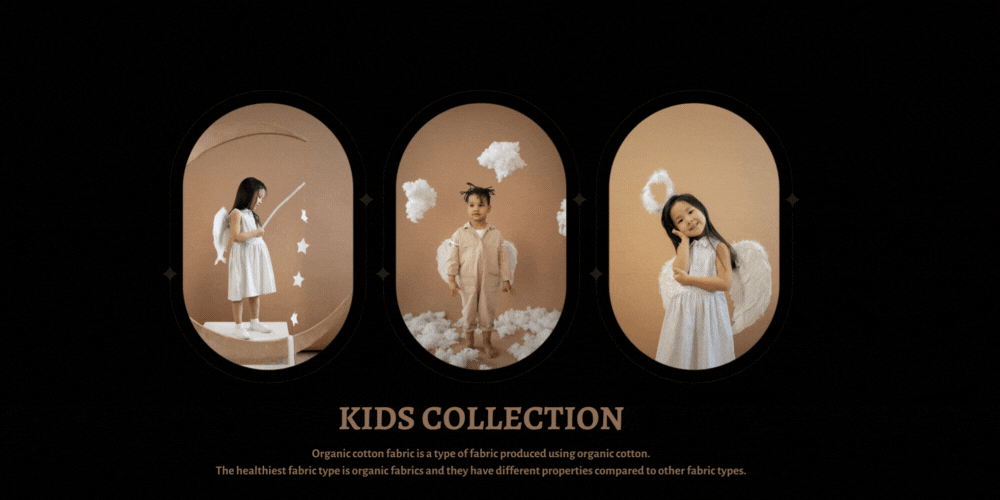 KIDS COLLECTION
Organic cotton fabric is a type of fabric produced using organic cotton.
The healthiest fabric type is organic fabrics and they have different properties compared to other fabric types.